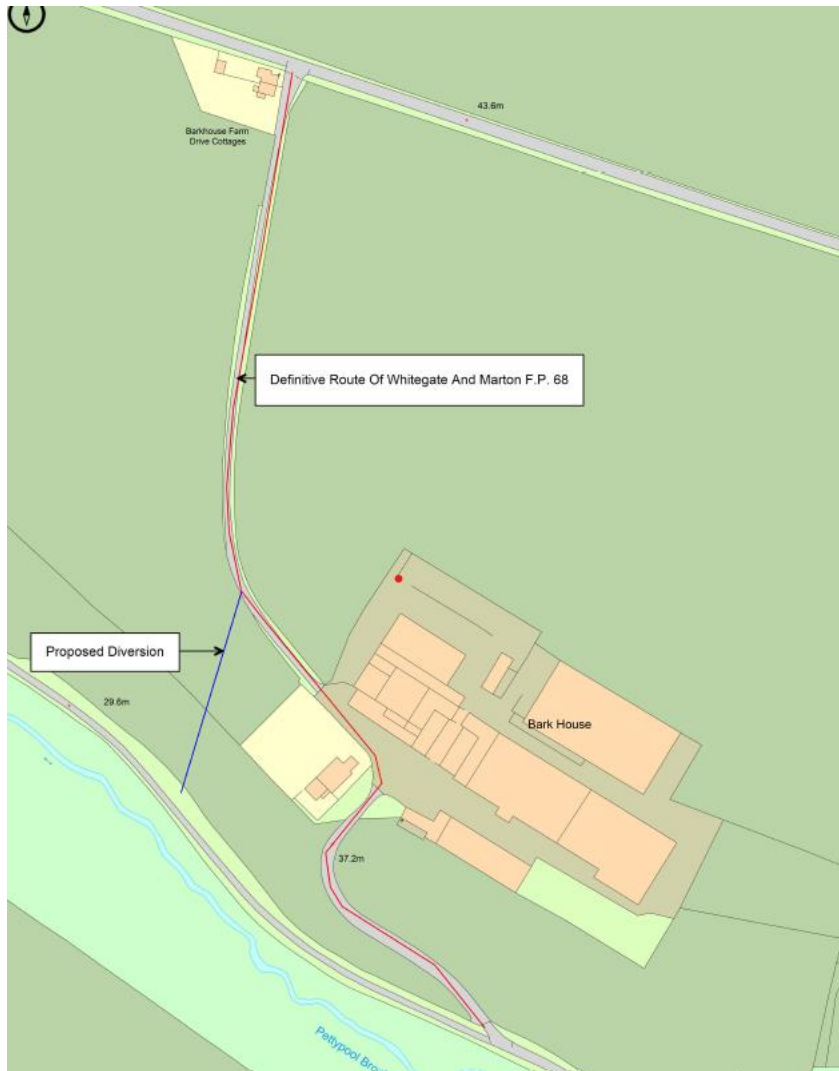 43.6m
Barkhouse Farm
Drive Cottages
Definitive Route Of Whitegate And Marton F.P. 68
Proposed Diversion
29.6m
Bark House
37.2m
Pettypool